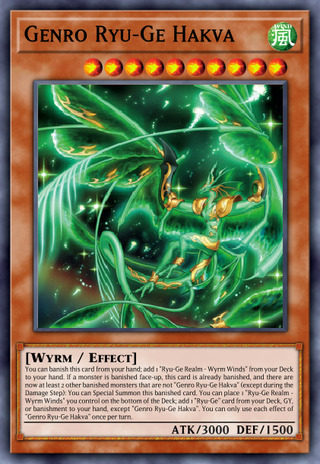 Genro Ryu-Ge Hakva
WIND
風
[Wyrm / Effect]
You can banish this card from your hand; add 1 "Ryu-Ge Realm - Wyrm Winds" from your Deck
to your hand. If a monster is banished face-up, this card is already banished, and there are
now at least 2 other banished monsters that are not "Genro Ryu-Ge Hakva" (except during the
Damage Step): You can Special Summon this banished card. You can place 1 "Ryu-Ge Realm -
Wyrm Winds" you control on the bottom of the Deck; add 1 "Ryu-Ge" card from your Deck, GY,
or banishment to your hand, except "Genro Ryu-Ge Hakva". You can only use each effect of
"Genro Ryu-Ge Hakva" once per turn.
ATK/3000 DEF/1500